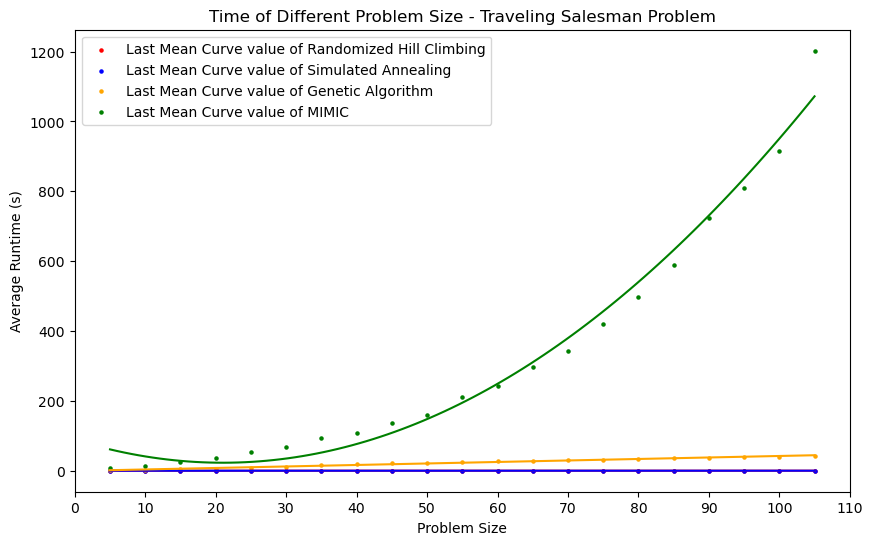 Time of Different Problem Size - Traveling Salesman Problem
Last Mean Curve value of Randomized Hill Climbing
Last Mean Curve value of Simulated Annealing
Last Mean Curve value of Genetic Algorithm
Last Mean Curve value of MIMIC
Average Runtime (s)
1200
1000
800
600
400
200
0
0 10 20 30 40 50 60 70 80 90 100 110
Problem Size